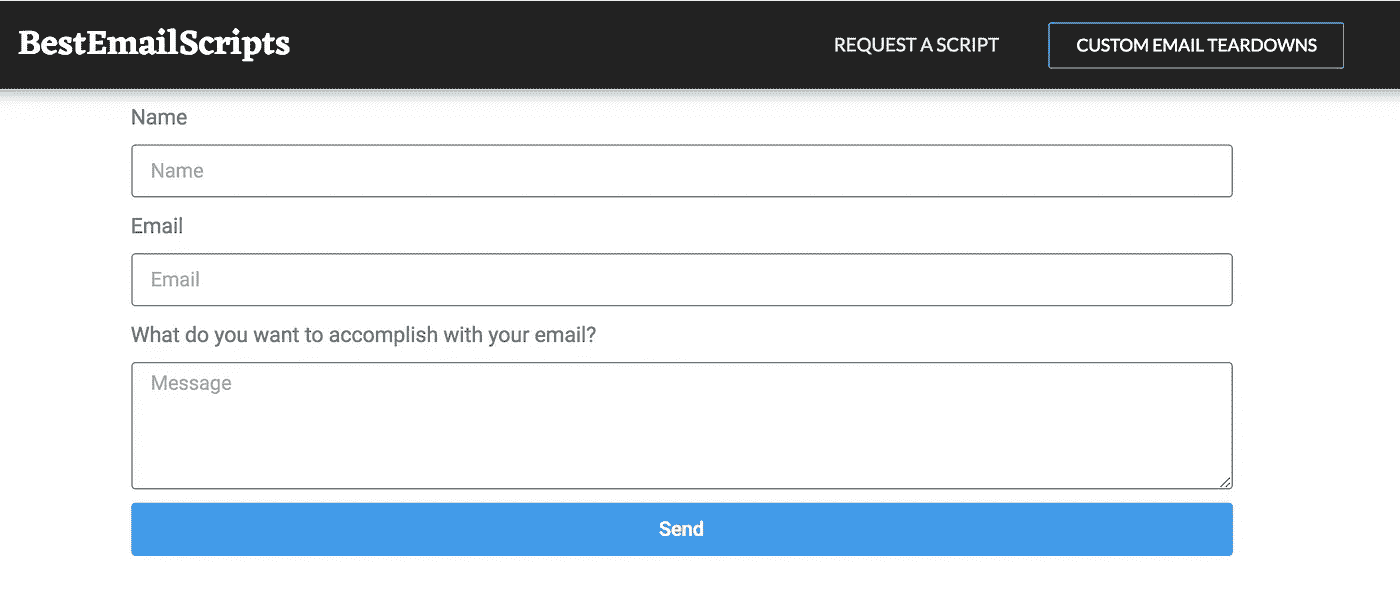 BestEmailScripts
REQUEST A SCRIPT
CUSTOM EMAIL TEARDOWNS
Name
Name
Email
Email
What do you want to accomplish with your email?
Message
Send